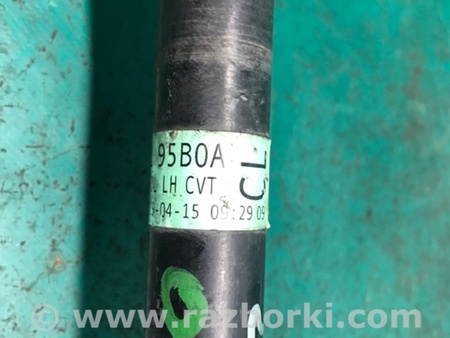 95B0A
LH CVT
-04-15 09:29 09
CL
© www.razborki.com